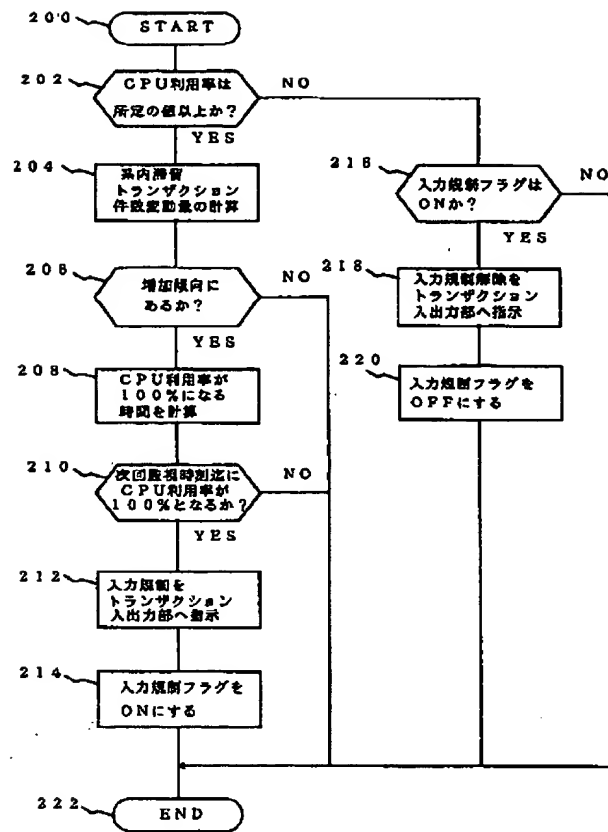 200
START
202
CPU利用率は
所定の値以上か?
NO
YES
204
系内滞留
トランザクション
件数変動量の計算
206
増加傾向に
あるか?
NO
YES
208
CPU利用率が
100%になる
時間を計算
210
次回監視時刻迄に
CPU利用率が
100%となるか?
NO
YES
212
入力規制を
トランザクション
入出力部へ指示
214
入力規制フラグを
ONにする
222
END
216
入力規制フラグは
ONか?
NO
YES
218
入力規制解除を
トランザクション
入出力部へ指示
220
入力規制フラグを
OFFにする